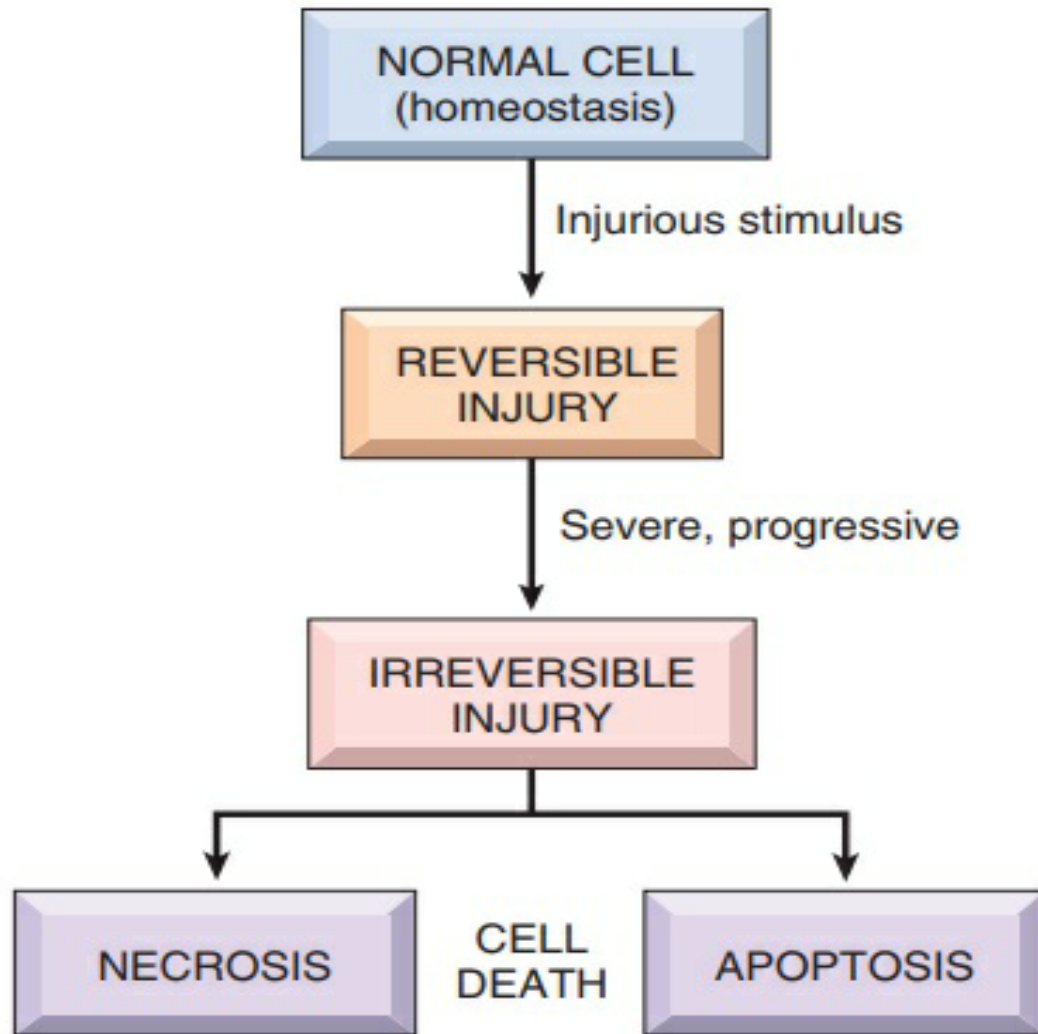 NORMAL CELL
(homeostasis)
Injurious stimulus
REVERSIBLE
INJURY
Severe, progressive
IRREVERSIBLE
INJURY
NECROSIS
CELL
DEATH
APOPTOSIS